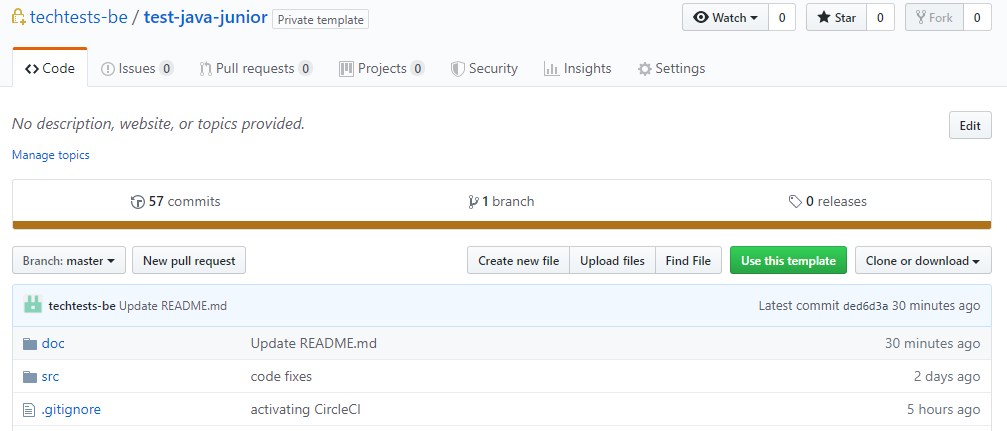 techtests-be / test-java-junior Private template Watch 0 Star 0 Fork 0
Code Issues 0 Pull requests 0 Projects 0 Security Insights Settings
No description, website, or topics provided. Edit
Manage topics
57 commits 1 branch 0 releases
Branch: master New pull request Create new file Upload files Find File Use this template Clone or download
techtests-be Update README.md Latest commit ded6d3a 30 minutes ago
doc Update README.md 30 minutes ago
src code fixes 2 days ago
.gitignore activating CircleCI 5 hours ago